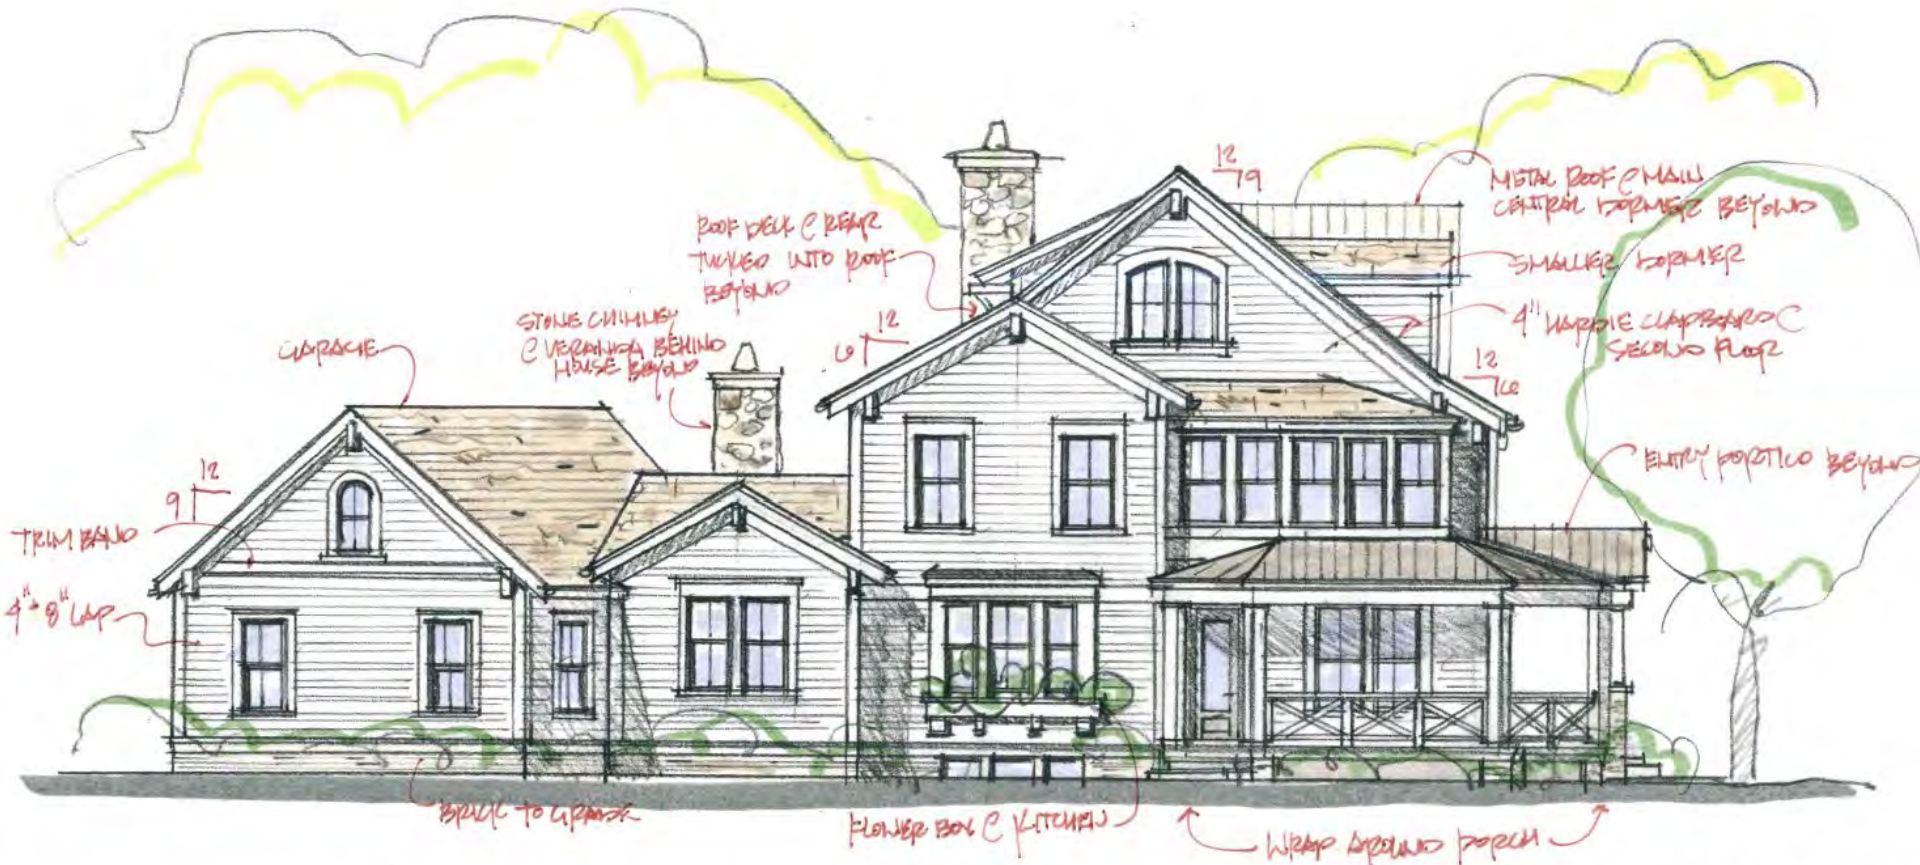 12
9
METAL ROOF @ MAIN
CENTRAL DORMER BEYOND
ROOF DECK @ REAR
TUCKED INTO ROOF
BEYOND
SMALLER DORMER
4" HARDIE CLAPBOARD @
SECOND FLOOR
STONE CHIMNEY
@ VERANDA BEHIND
HOUSE BEYOND
GARAGE
12
6
12
6
12
9
ENTRY PORTICO BEYOND
TRIM BAND
4" + 8" LAP
BRICK TO GRADE
FLOWER BOX @ KITCHEN
WRAP AROUND PORCH